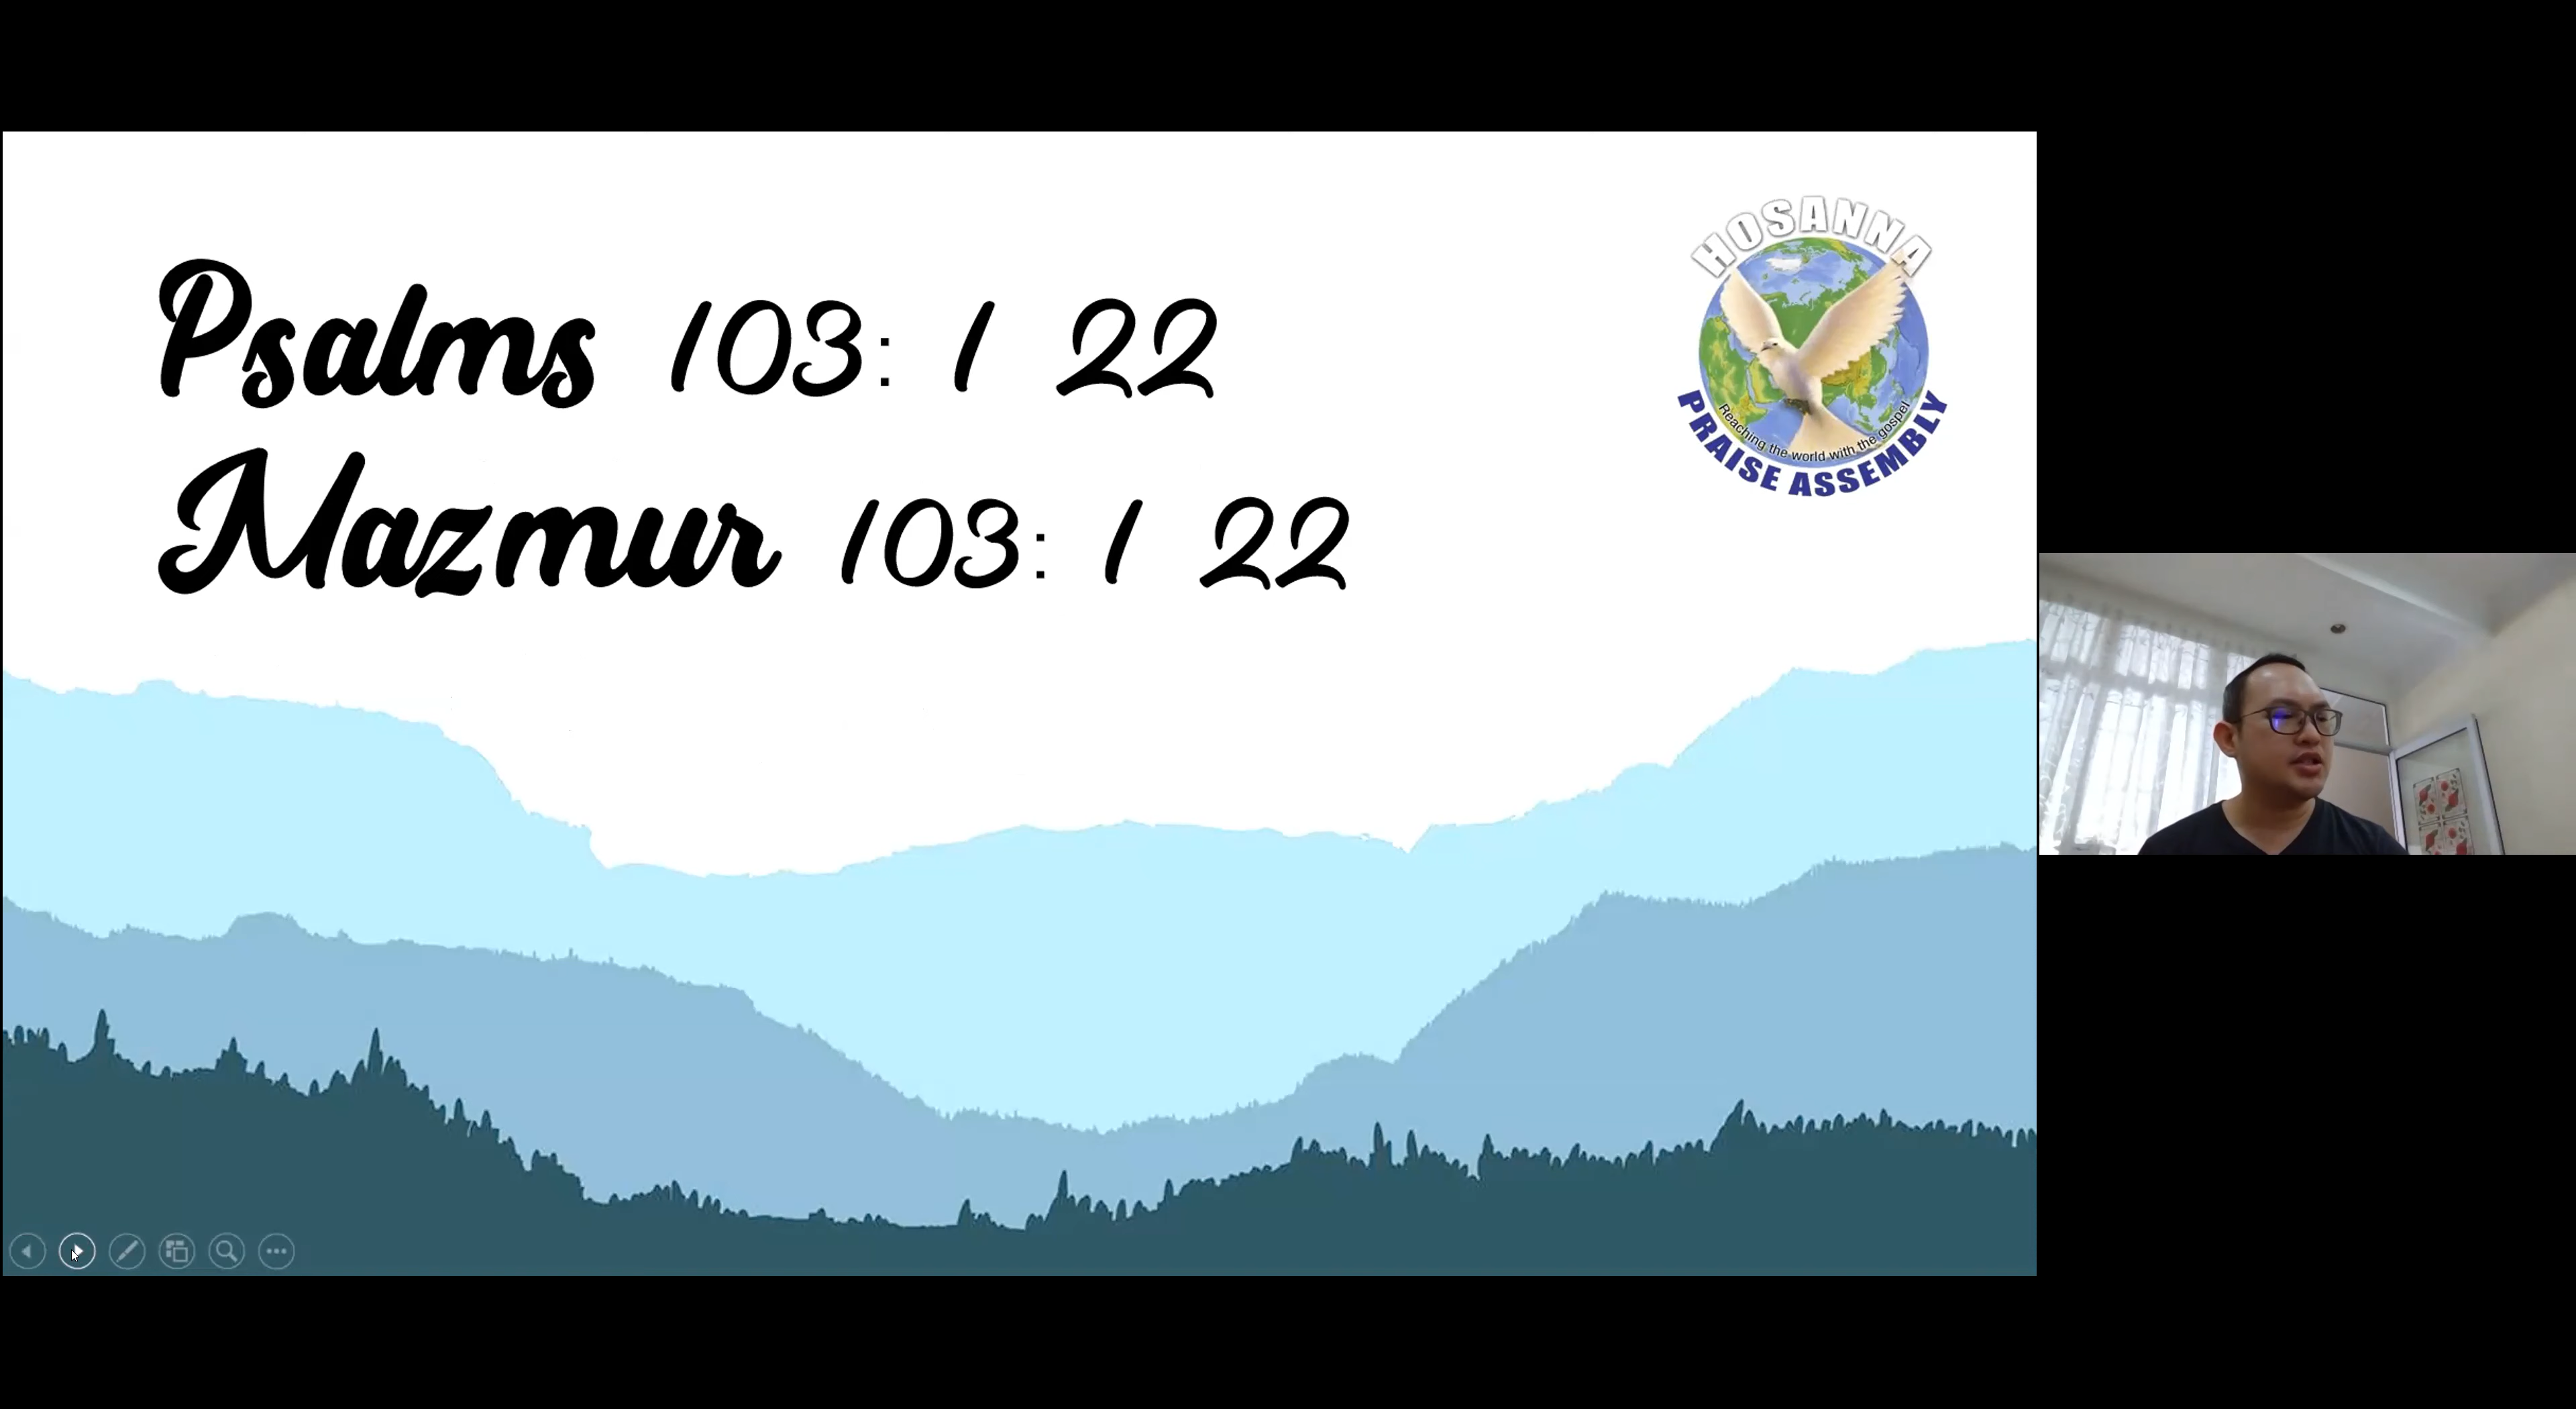 Psalms 103: 1 22
Mazmur 103: 1 22
HOSANNA
Reaching the world with the gospel
PRAISE ASSEMBLY